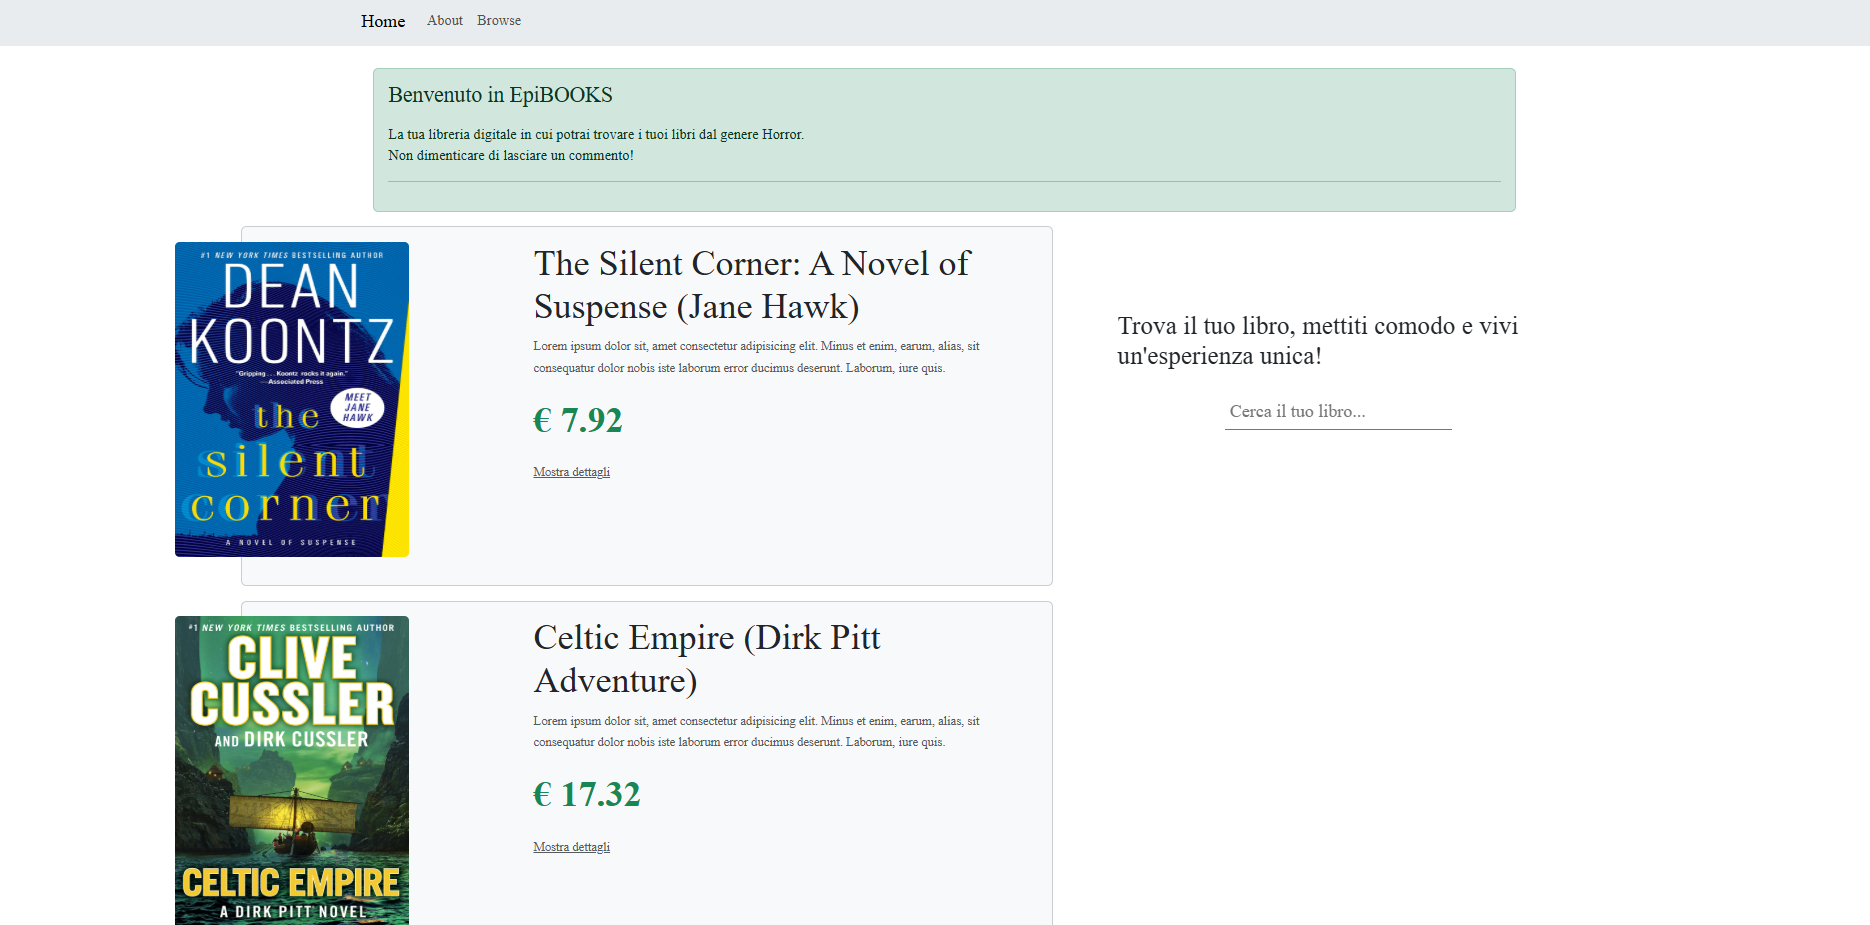 Home About Browse
Benvenuto in EpiBOOKS
La tua libreria digitale in cui potrai trovare i tuoi libri dal genere Horror.
Non dimenticare di lasciare un commento!
#1 NEW YORK TIMES BESTSELLING AUTHOR
DEAN
KOONTZ
"Gripping . . . Koontz rocks it again."
—Associated Press
MEET
JANE
HAWK
the
silent
corner
A NOVEL OF SUSPENSE
The Silent Corner: A Novel of
Suspense (Jane Hawk)
Lorem ipsum dolor sit, amet consectetur adipisicing elit. Minus et enim, earum, alias, sit
consequatur dolor nobis iste laborum error ducimus deserunt. Laborum, iure quis.
€ 7.92
Mostra dettagli
Trova il tuo libro, mettiti comodo e vivi
un'esperienza unica!
Cerca il tuo libro...
#1 NEW YORK TIMES BESTSELLING AUTHOR
CLIVE
CUSSLER
AND DIRK CUSSLER
CELTIC EMPIRE
A DIRK PITT NOVEL
Celtic Empire (Dirk Pitt
Adventure)
Lorem ipsum dolor sit, amet consectetur adipisicing elit. Minus et enim, earum, alias, sit
consequatur dolor nobis iste laborum error ducimus deserunt. Laborum, iure quis.
€ 17.32
Mostra dettagli